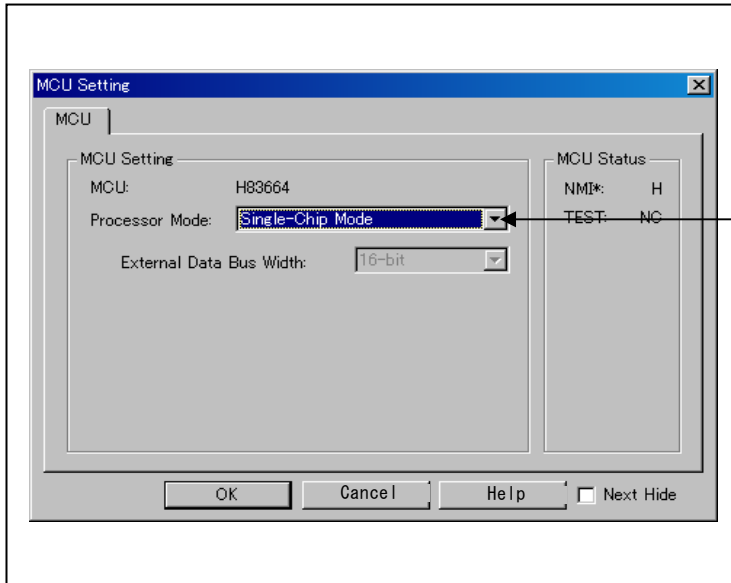 MCU Setting
MCU
MCU Setting
MCU: H83664
Processor Mode: Single-Chip Mode
External Data Bus Width: 16-bit
MCU Status
NMI*: H
TEST: NC
OK Cancel Help Next Hide